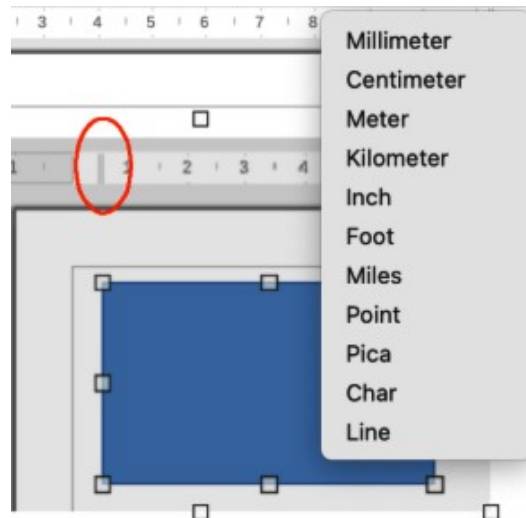 3 4 5 6 7 8
1 1 2 3 4
Millimeter
Centimeter
Meter
Kilometer
Inch
Foot
Miles
Point
Pica
Char
Line